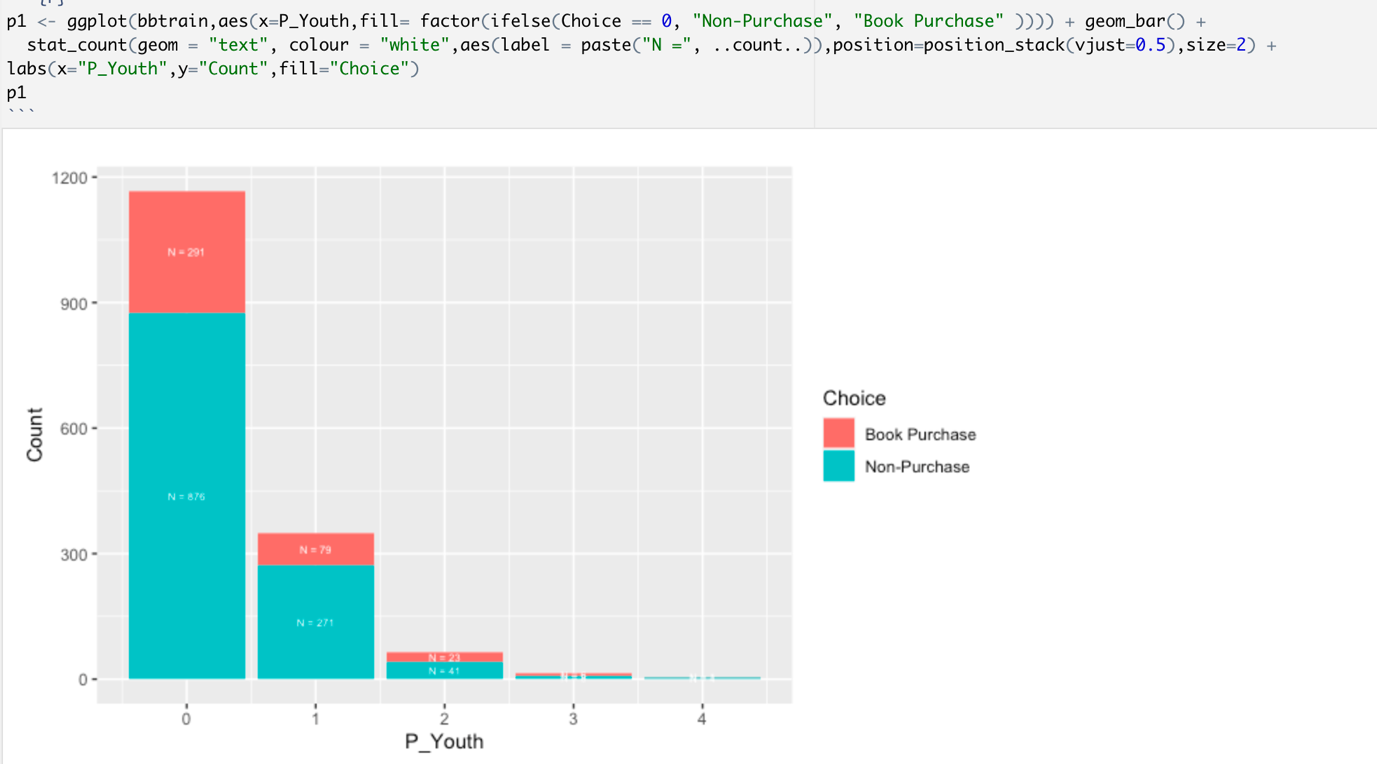 p1 <- ggplot(bbtrain,aes(x=P_Youth,fill= factor(ifelse(Choice == 0, "Non-Purchase", "Book Purchase" )))) + geom_bar() +
stat_count(geom = "text", colour = "white",aes(label = paste("N =", ..count..)),position=position_stack(vjust=0.5),size=2) +
labs(x="P_Youth",y="Count",fill="Choice")
p1
```
1200
900
600
300
0
Count
N = 291
N = 876
N = 79
N = 271
N = 23
N = 41
0 1 2 3 4
P_Youth
Choice
Book Purchase
Non-Purchase